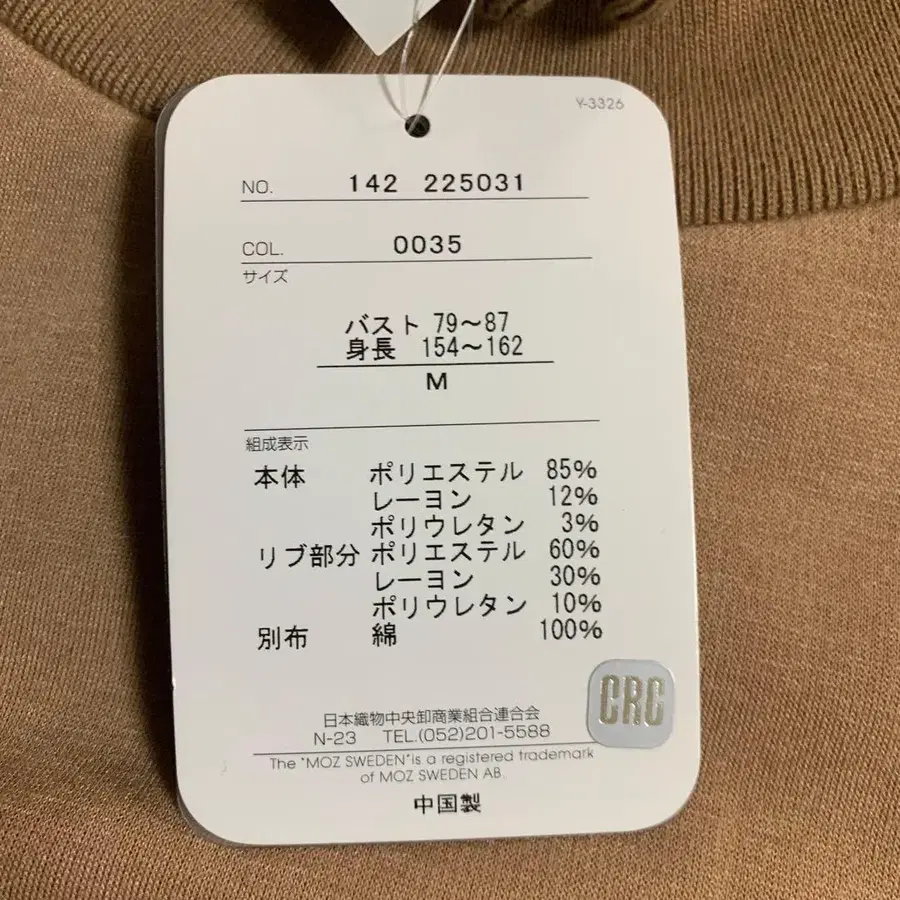 Y-3326
NO. 142 225031
COL. 0035
サイズ
バスト 79〜87
身長 154〜162
M
組成表示
本体 ポリエステル 85%
レーヨン 12%
ポリウレタン 3%
リブ部分 ポリエステル 60%
レーヨン 30%
ポリウレタン 10%
別布 綿 100%
CRC
日本織物中央卸商業組合連合会
N-23 TEL.(052)201-5588
The "MOZ SWEDEN"is a registered trademark
of MOZ SWEDEN AB.
中国製